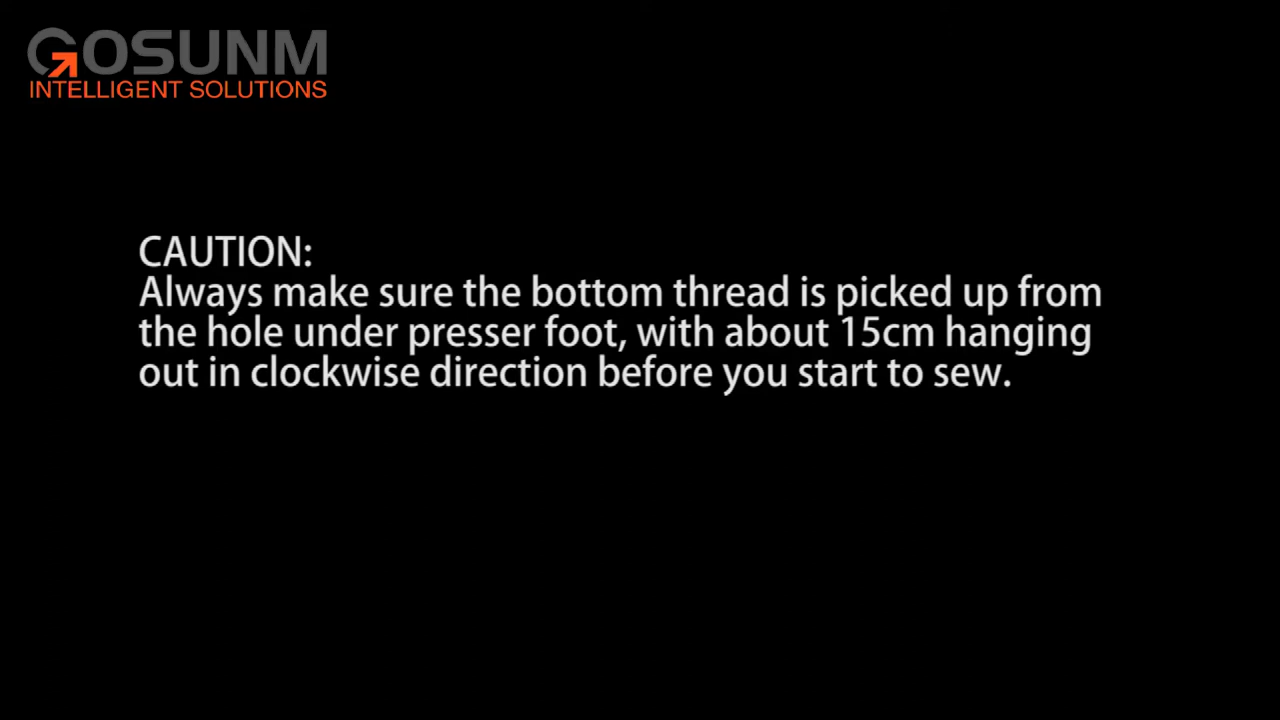 GOSUNM
INTELLIGENT SOLUTIONS
CAUTION:
Always make sure the bottom thread is picked up from
the hole under presser foot, with about 15cm hanging
out in clockwise direction before you start to sew.